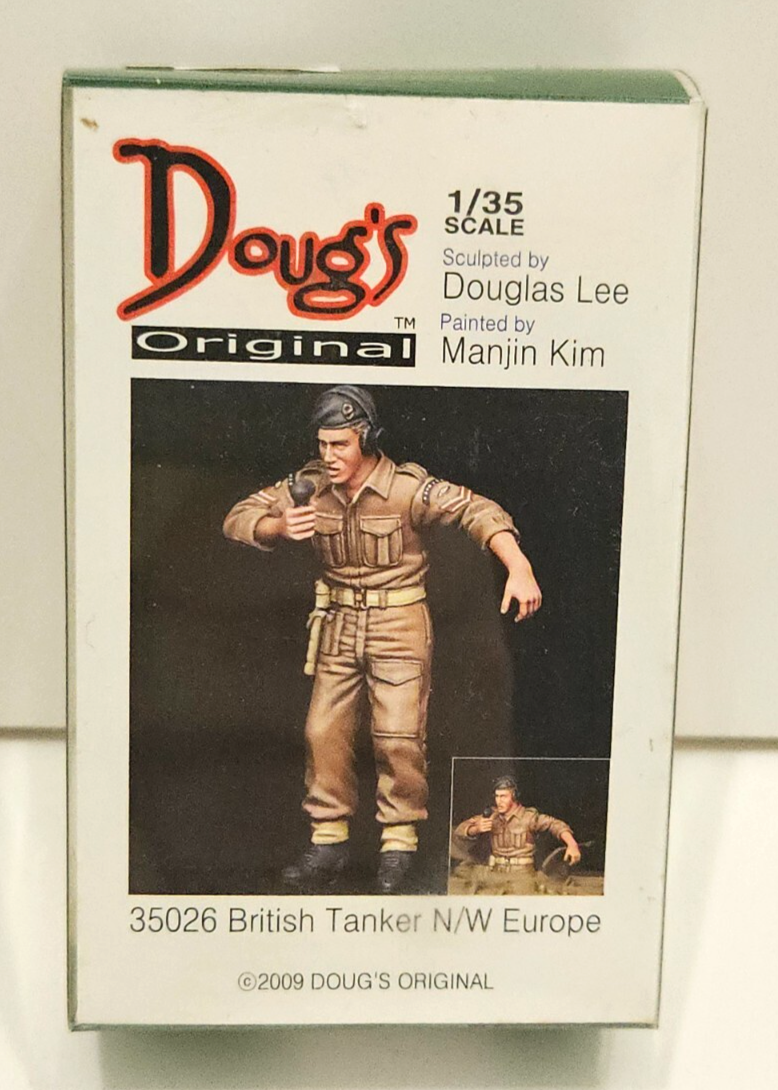 Doug's
TM
Original
1/35
SCALE
Sculpted by
Douglas Lee
Painted by
Manjin Kim
35026 British Tanker N/W Europe
©2009 DOUG'S ORIGINAL